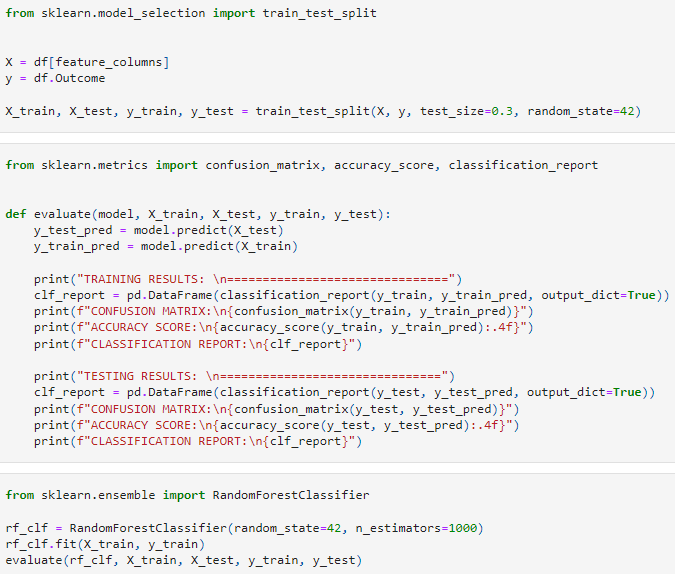 from sklearn.model_selection import train_test_split
X = df[feature_columns]
y = df.Outcome
X_train, X_test, y_train, y_test = train_test_split(X, y, test_size=0.3, random_state=42)
from sklearn.metrics import confusion_matrix, accuracy_score, classification_report
def evaluate(model, X_train, X_test, y_train, y_test):
    y_test_pred = model.predict(X_test)
    y_train_pred = model.predict(X_train)
    print("TRAINING RESULTS: \n===============================")
    clf_report = pd.DataFrame(classification_report(y_train, y_train_pred, output_dict=True))
    print(f"CONFUSION MATRIX:\n{confusion_matrix(y_train, y_train_pred)}")
    print(f"ACCURACY SCORE:\n{accuracy_score(y_train, y_train_pred):.4f}")
    print(f"CLASSIFICATION REPORT:\n{clf_report}")
    print("TESTING RESULTS: \n===============================")
    clf_report = pd.DataFrame(classification_report(y_test, y_test_pred, output_dict=True))
    print(f"CONFUSION MATRIX:\n{confusion_matrix(y_test, y_test_pred)}")
    print(f"ACCURACY SCORE:\n{accuracy_score(y_test, y_test_pred):.4f}")
    print(f"CLASSIFICATION REPORT:\n{clf_report}")
from sklearn.ensemble import RandomForestClassifier
rf_clf = RandomForestClassifier(random_state=42, n_estimators=1000)
rf_clf.fit(X_train, y_train)
evaluate(rf_clf, X_train, X_test, y_train, y_test)